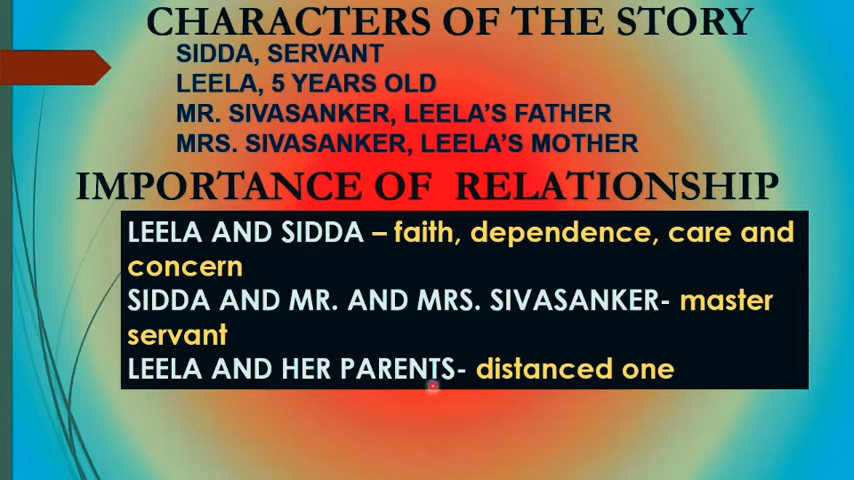 CHARACTERS OF THE STORY
SIDDA, SERVANT
LEELA, 5 YEARS OLD
MR. SIVASANKER, LEELA’S FATHER
MRS. SIVASANKER, LEELA’S MOTHER
IMPORTANCE OF RELATIONSHIP
LEELA AND SIDDA – faith, dependence, care and
concern
SIDDA AND MR. AND MRS. SIVASANKER- master
servant
LEELA AND HER PARENTS- distanced one